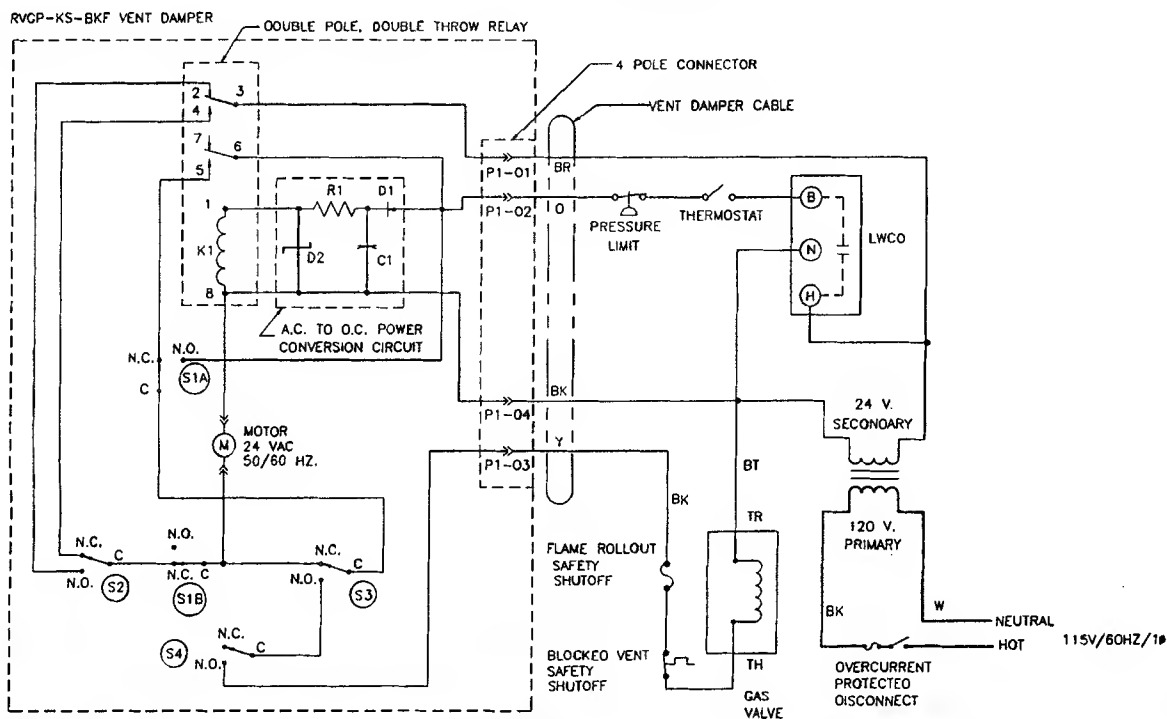 RVGP-KS-BKF VENT DAMPER
DOUBLE POLE, DOUBLE THROW RELAY
4 POLE CONNECTOR
VENT DAMPER CABLE
2
3
4
7
6
5
1
R1
D1
K1
D2
C1
8
A.C. TO D.C. POWER
CONVERSION CIRCUIT
P1-01
BR
P1-02
O
PRESSURE
LIMIT
THERMOSTAT
B
N
H
LWCO
N.C.
N.O.
S1A
C
BK
P1-04
24 V.
SECONDARY
M
MOTOR
24 VAC
50/60 HZ.
Y
P1-03
BK
BT
TR
120 V.
PRIMARY
N.C.
C
N.O.
S2
N.O.
N.C.
C
S1B
N.C.
C
N.O.
S3
N.C.
C
S4
N.O.
FLAME ROLLOUT
SAFETY
SHUTOFF
BLOCKED VENT
SAFETY
SHUTOFF
TH
GAS
VALVE
BK
W
NEUTRAL
HOT
115V/60HZ/1ø
OVERCURRENT
PROTECTED
DISCONNECT